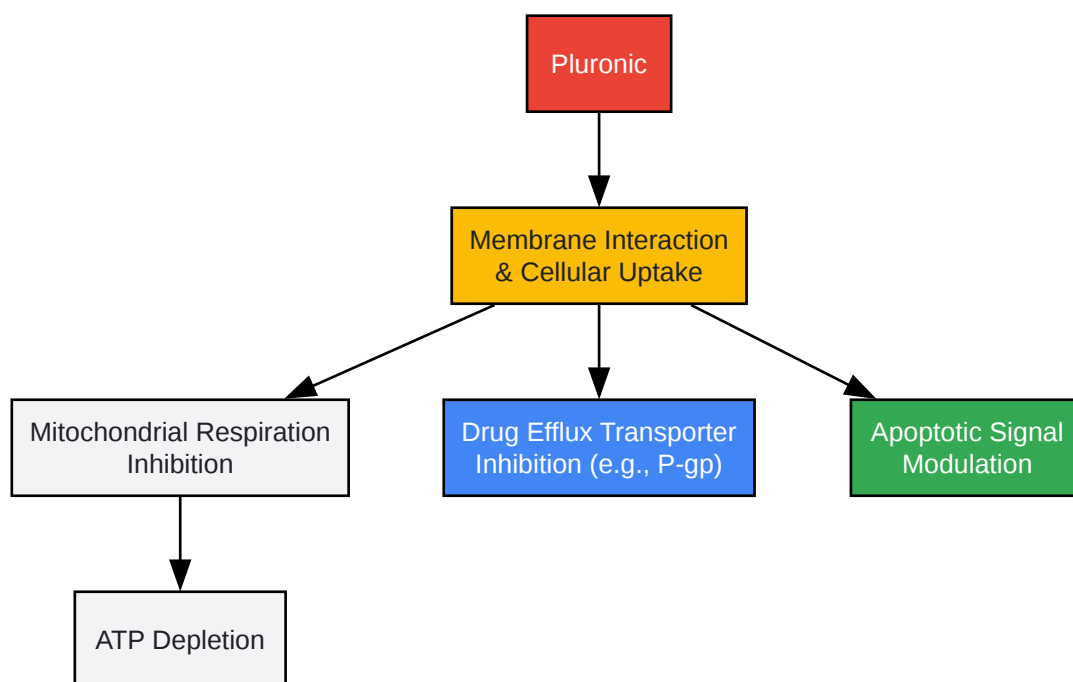 Pluronic
Membrane Interaction
& Cellular Uptake
Mitochondrial Respiration
Inhibition
Drug Efflux Transporter
Inhibition (e.g., P-gp)
Apoptotic Signal
Modulation
ATP Depletion